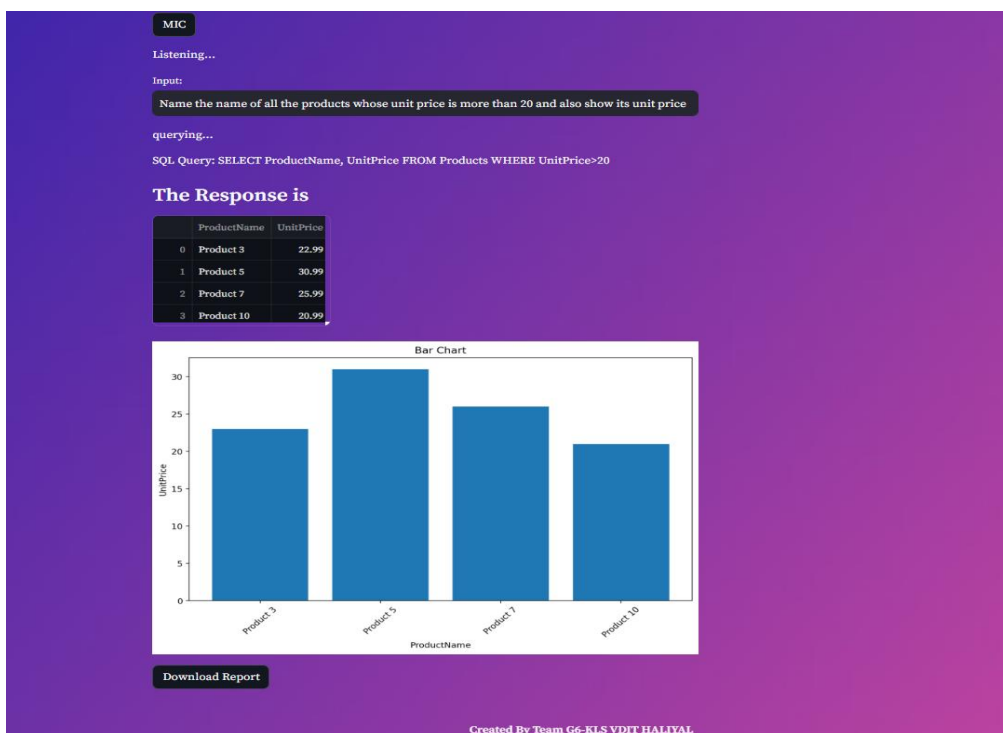 MIC
Listening...
Input:
Name the name of all the products whose unit price is more than 20 and also show its unit price
querying...
SQL Query: SELECT ProductName, UnitPrice FROM Products WHERE UnitPrice>20
The Response is
ProductName UnitPrice
0 Product 3 22.99
1 Product 5 30.99
2 Product 7 25.99
3 Product 10 20.99
Bar Chart
30
25
20
15
10
5
0
UnitPrice
Product 3 Product 5 Product 7 Product 10
ProductName
Download Report
Created By Team G6-KLS VDIT HALIYAL